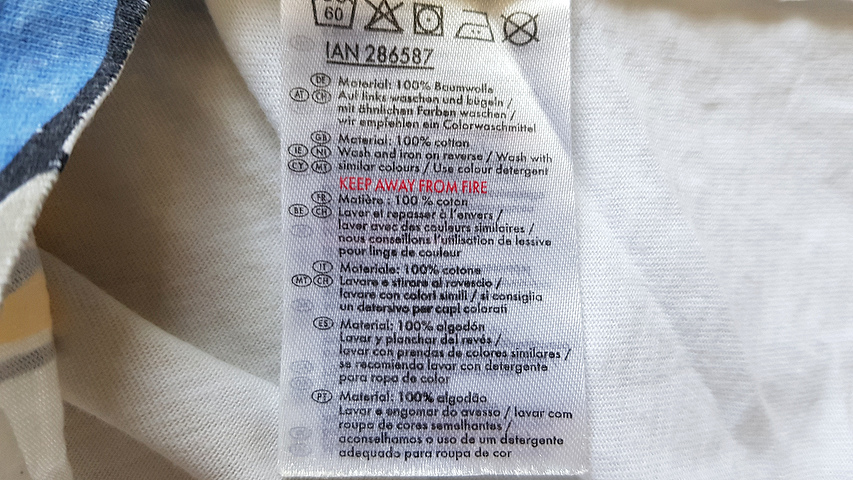 60
IAN 286587
DE Material: 100% Baumwolle
AT CH Auf links waschen und bügeln /
mit ähnlichen Farben waschen /
wir empfehlen ein Colorwaschmittel
GB Material: 100% cotton
IE NI Wash and iron on reverse / Wash with
CY MT similar colours / Use colour detergent
KEEP AWAY FROM FIRE
FR Matière : 100% coton
BE CH Laver et repasser à l'envers /
laver avec des couleurs similaires /
nous conseillons l'utilisation de lessive
pour linge de couleur
IT Materiale: 100% cotone
MT CH Lavare e stirare al rovescio /
lavare con colori simili / si consiglia
un detersivo per capi colorati
ES Material: 100% algodón
Lavar y planchar del revés /
lavar con prendas de colores similares /
se recomienda lavar con detergente
para ropa de color
PT Material: 100% algodão
Lavar e engomar do avesso / lavar com
roupa de cores semelhantes /
aconselhamos o uso de um detergente
adequado para roupa de cor